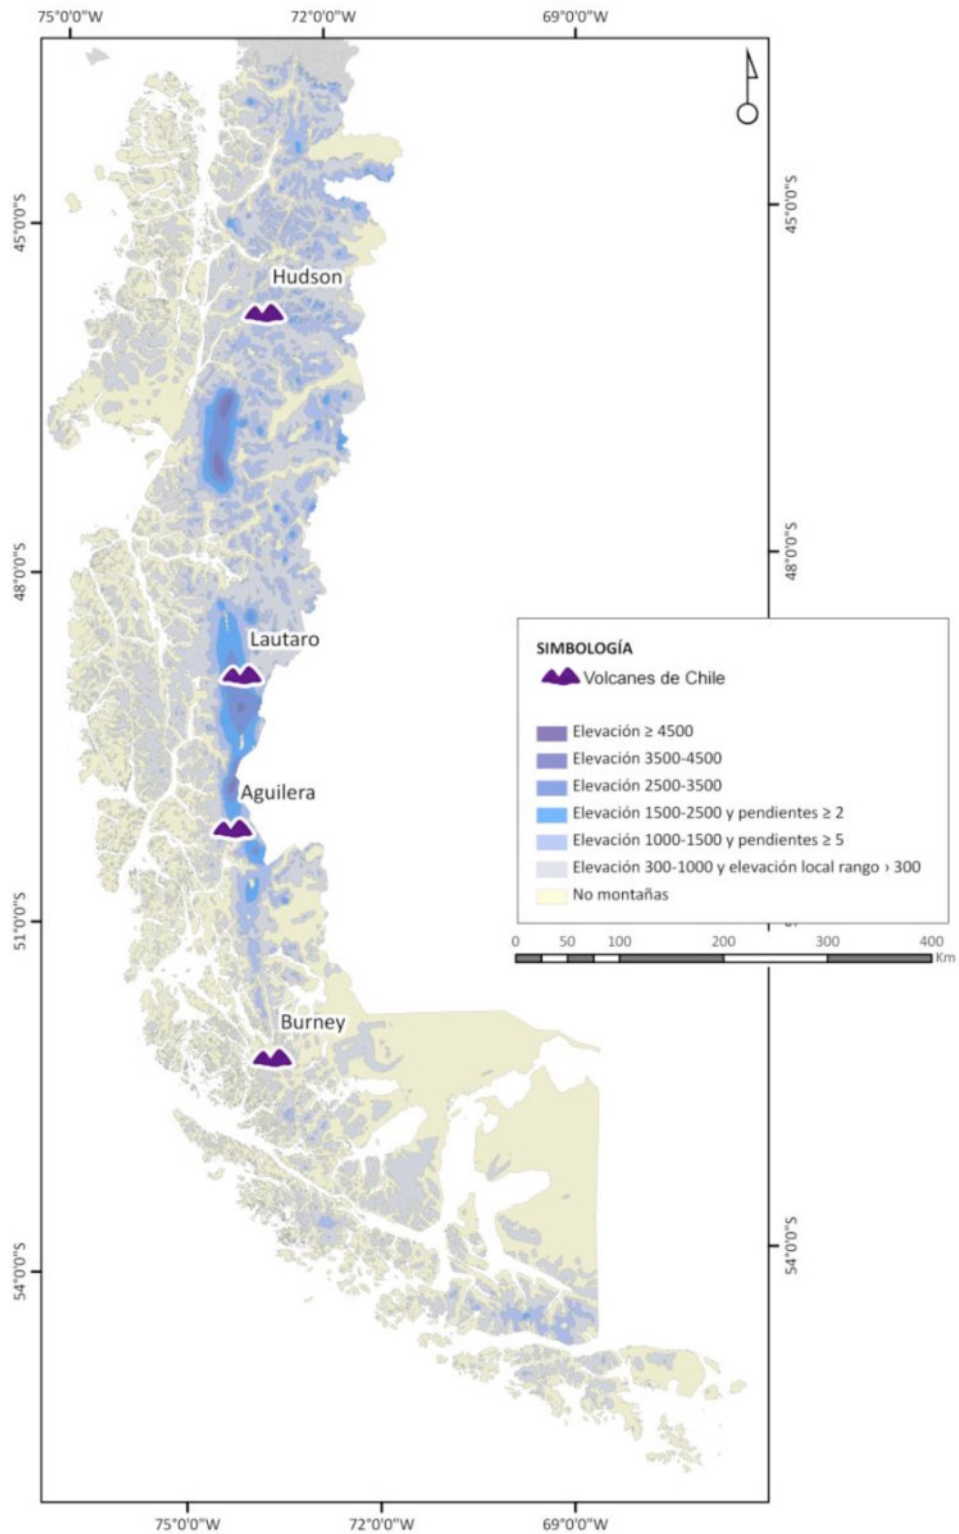 75°0'0"W 72°0'0"W 69°0'0"W
45°0'0"S
45°0'0"S
Hudson
48°0'0"S
48°0'0"S
Lautaro
SIMBOLOGÍA
Volcanes de Chile
Elevación ≥ 4500
Elevación 3500-4500
Elevación 2500-3500
Elevación 1500-2500 y pendientes ≥ 2
Elevación 1000-1500 y pendientes ≥ 5
Elevación 300-1000 y elevación local rango › 300
No montañas
Aguilera
51°0'0"S
0 50 100 200 300 400
Km
Burney
54°0'0"S
54°0'0"S
75°0'0"W 72°0'0"W 69°0'0"W